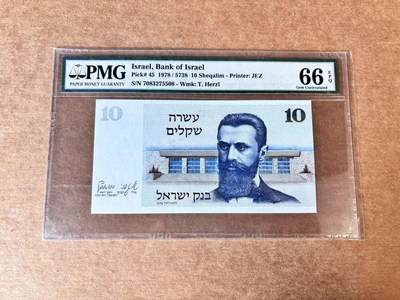 PMG
PAPER MONEY GUARANTY
Israel, Bank of Israel
Pick# 45 1978 / 5738 10 Sheqalim - Printer: JEZ
S/N 7083275508 - Wmk: T. Herzl
66 EPQ
Gem Uncirculated
10
עשרה
שקלים
10
בנק ישראל